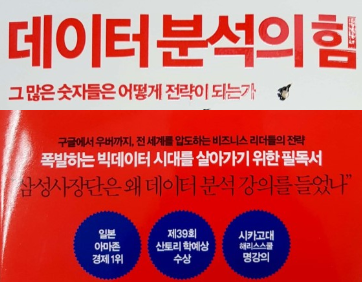 데이터 분석의 힘
그 많은 숫자들은 어떻게 전략이 되는가
구글에서 우버까지, 전 세계를 압도하는 비즈니스 리더들의 전략
폭발하는 빅데이터 시대를 살아가기 위한 필독서
삼성사장단은 왜 데이터 분석 강의를 들었나”
일본
아마존
경제 1위
제39회
산토리 학예상
수상
시카고대
해리스스쿨
명강의